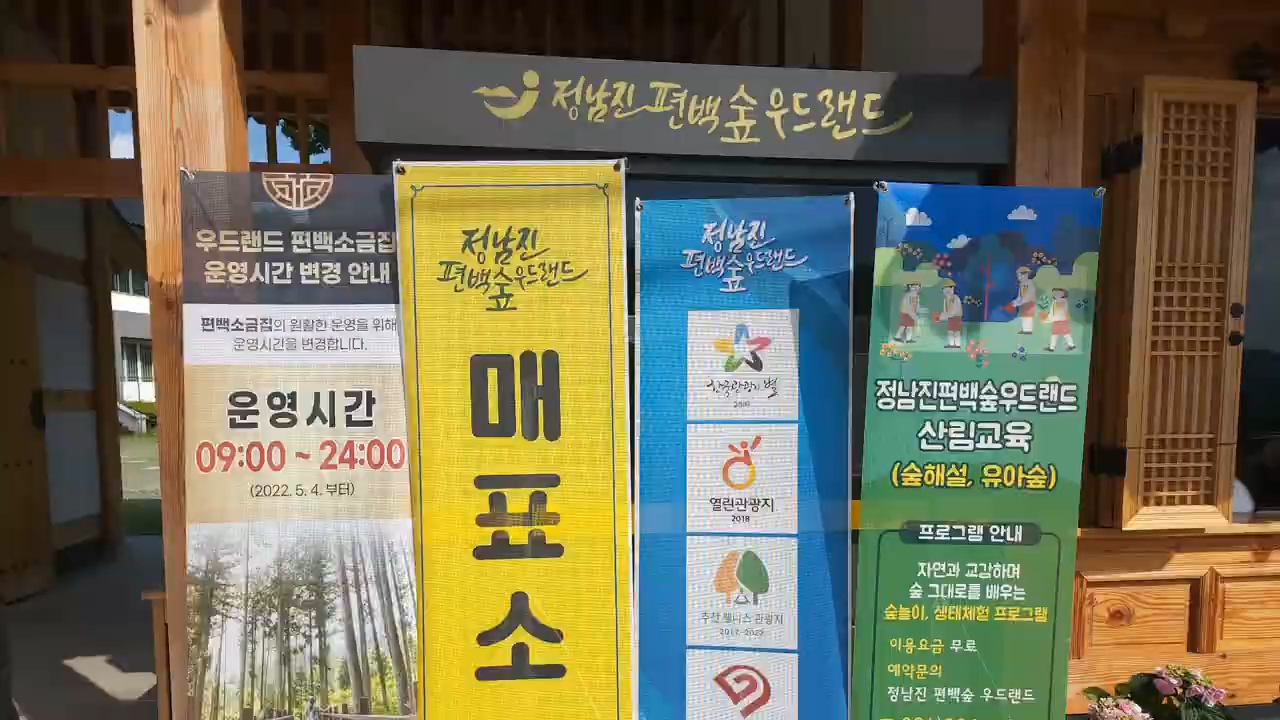 정남진 편백숲 우드랜드
우드랜드 편백소금집
운영시간 변경 안내
편백소금집의 원활한 운영을 위해
운영시간을 변경합니다.
운영시간
09:00 ~ 24:00
(2022. 5. 4. 부터)
정남진
편백숲우드랜드
매
표
소
정남진
편백숲우드랜드
한국관광의 별
열린관광지
2018
추천 웰니스 관광지
2017-2022
정남진편백숲우드랜드
산림교육
(숲해설, 유아숲)
프로그램 안내
자연과 교감하며
숲 그대로를 배우는
숲놀이, 생태체험 프로그램
이용요금 무료
예약문의
정남진 편백숲 우드랜드